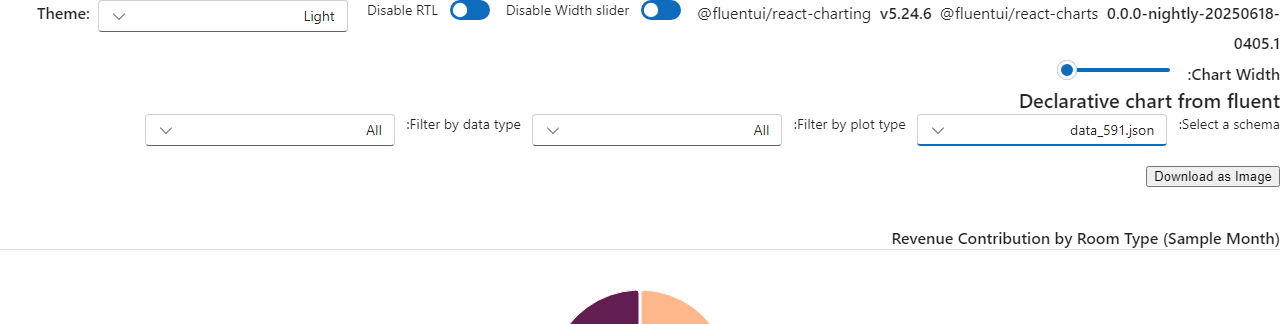 Theme: Light Disable RTL Disable Width slider @fluentui/react-charting v5.24.6 @fluentui/react-charts 0.0.0-nightly-20250618-
0405.1
:Chart Width
Declarative chart from fluent
All :Filter by data type All :Filter by plot type data_591.json :Select a schema
Download as Image
Revenue Contribution by Room Type (Sample Month)